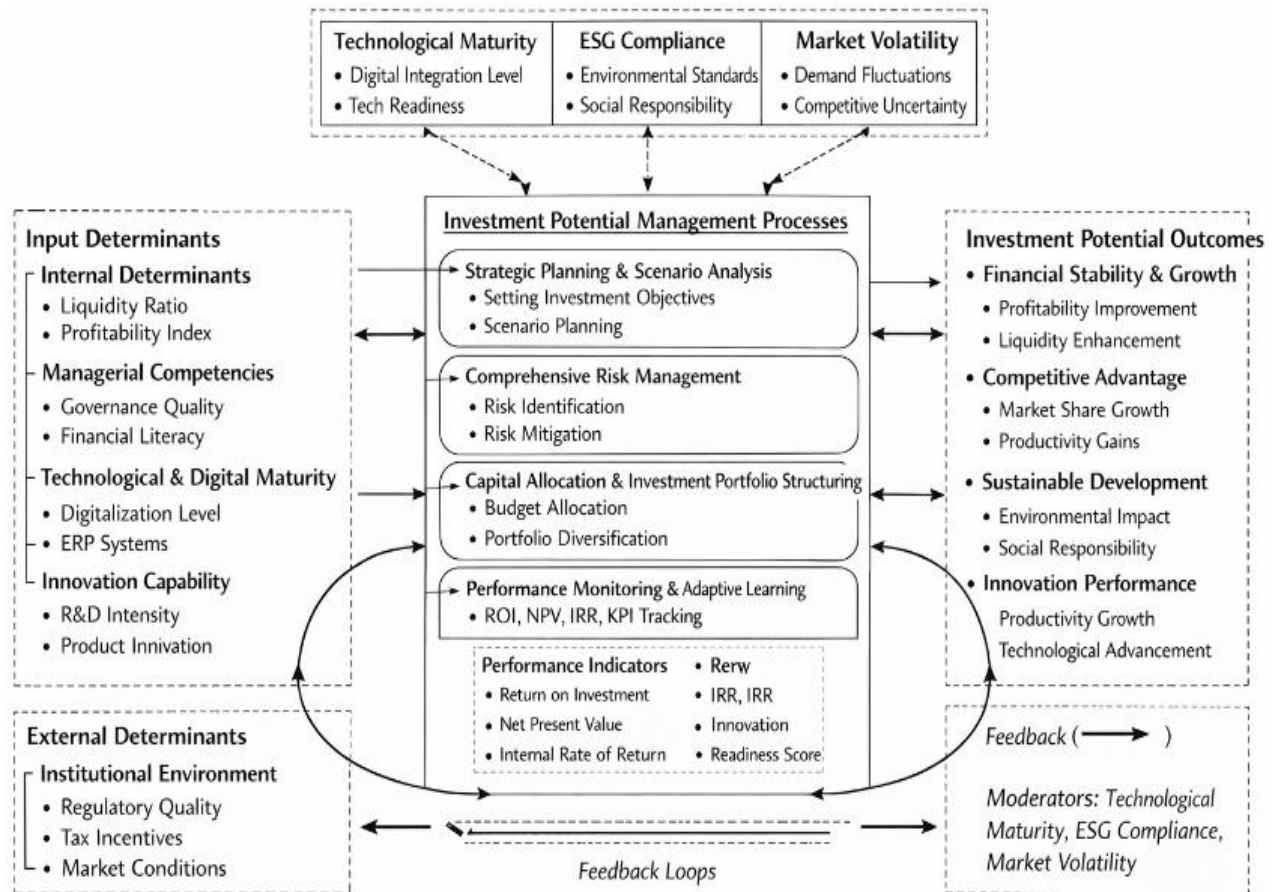 Technological Maturity
• Digital Integration Level
• Tech Readiness
ESG Compliance
• Environmental Standards
• Social Responsibility
Market Volatility
• Demand Fluctuations
• Competitive Uncertainty
Input Determinants
Internal Determinants
• Liquidity Ratio
• Profitability Index
Managerial Competencies
• Governance Quality
• Financial Literacy
Technological & Digital Maturity
• Digitalization Level
• ERP Systems
Innovation Capability
• R&D Intensity
• Product Innivation
External Determinants
Institutional Environment
• Regulatory Quality
• Tax Incentives
• Market Conditions
Investment Potential Management Processes
Strategic Planning & Scenario Analysis
• Setting Investment Objectives
• Scenario Planning
Comprehensive Risk Management
• Risk Identification
• Risk Mitigation
Capital Allocation & Investment Portfolio Structuring
• Budget Allocation
• Portfolio Diversification
Performance Monitoring & Adaptive Learning
• ROI, NPV, IRR, KPI Tracking
Performance Indicators
• Return on Investment
• Net Present Value
• Internal Rate of Return
• Rerw
• IRR, IRR
• Innovation
• Readiness Score
Feedback Loops
Investment Potential Outcomes
• Financial Stability & Growth
• Profitability Improvement
• Liquidity Enhancement
• Competitive Advantage
• Market Share Growth
• Productivity Gains
• Sustainable Development
• Environmental Impact
• Social Responsibility
• Innovation Performance
Productivity Growth
Technological Advancement
Feedback ( → )
Moderators: Technological
Maturity, ESG Compliance,
Market Volatility